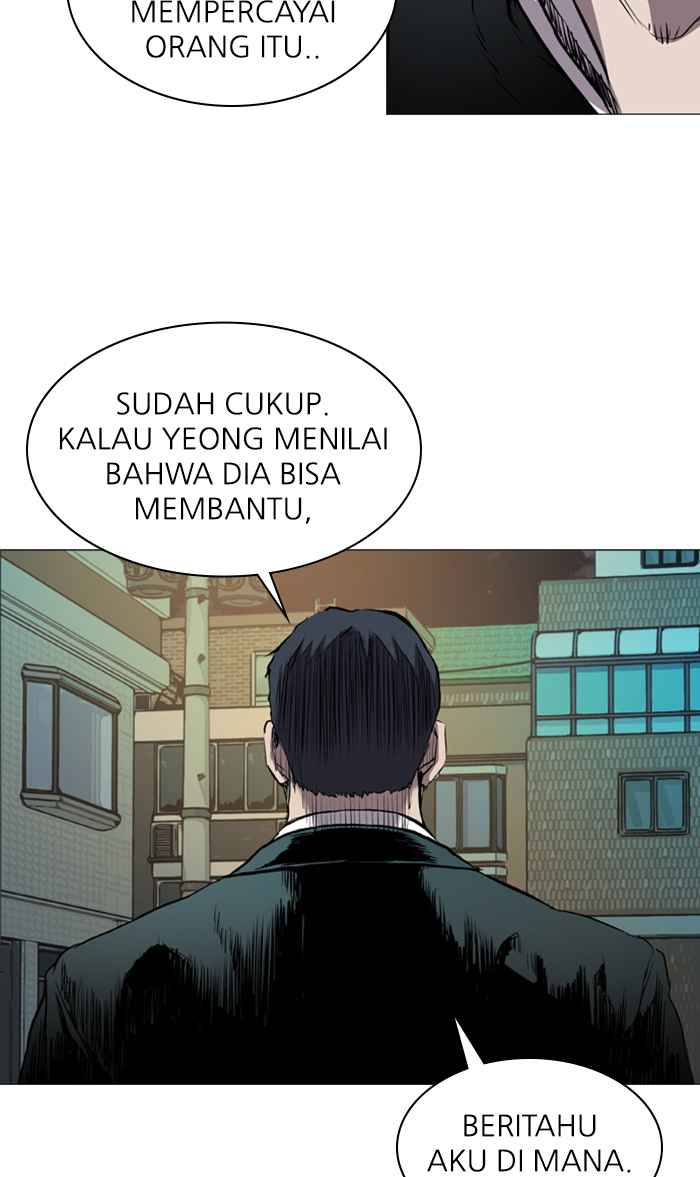 MEMPERCAYAI
ORANG ITU..
SUDAH CUKUP.
KALAU YEONG MENILAI
BAHWA DIA BISA
MEMBANTU,
BERITAHU
AKU DI MANA.